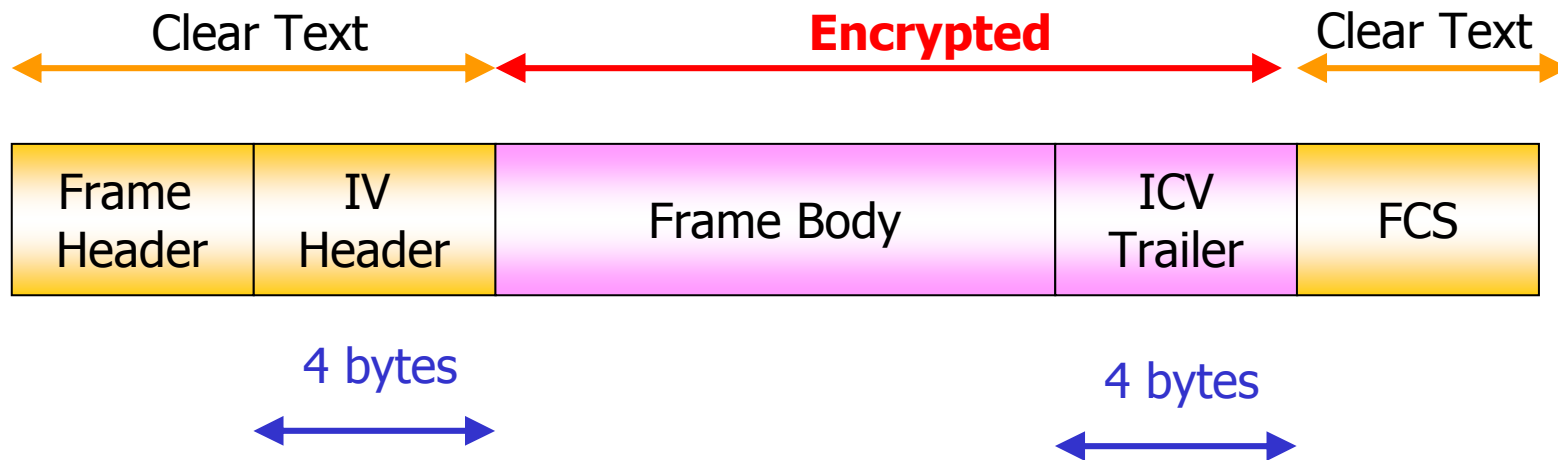 Clear Text
Encrypted
Clear Text
Frame
Header
IV
Header
Frame Body
ICV
Trailer
FCS
4 bytes
4 bytes